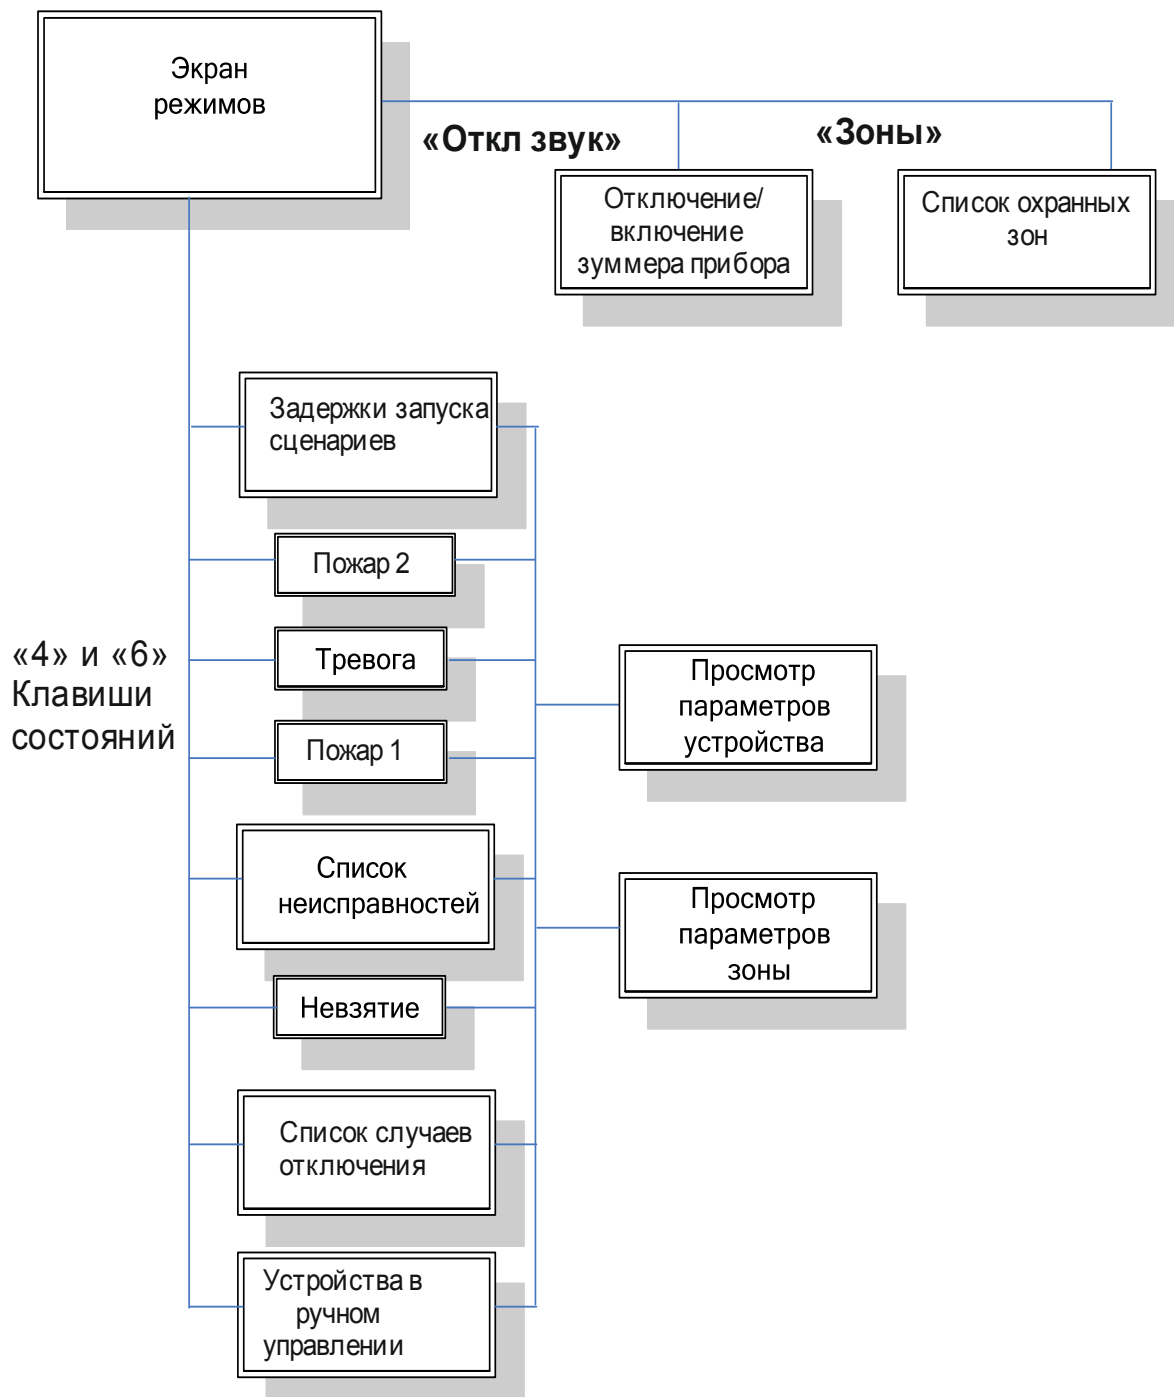 Экран
режимов
«Откл звук»
«Зоны»
Отключение/
включение
зуммера прибора
Список охранных
зон
Задержки запуска
сценариев
Пожар 2
Тревога
Пожар 1
«4» и «6»
Клавиши
состояний
Список
неисправностей
Невзятие
Список случаев
отключения
Устройства в
ручном
управлении
Просмотр
параметров
устройства
Просмотр
параметров
зоны